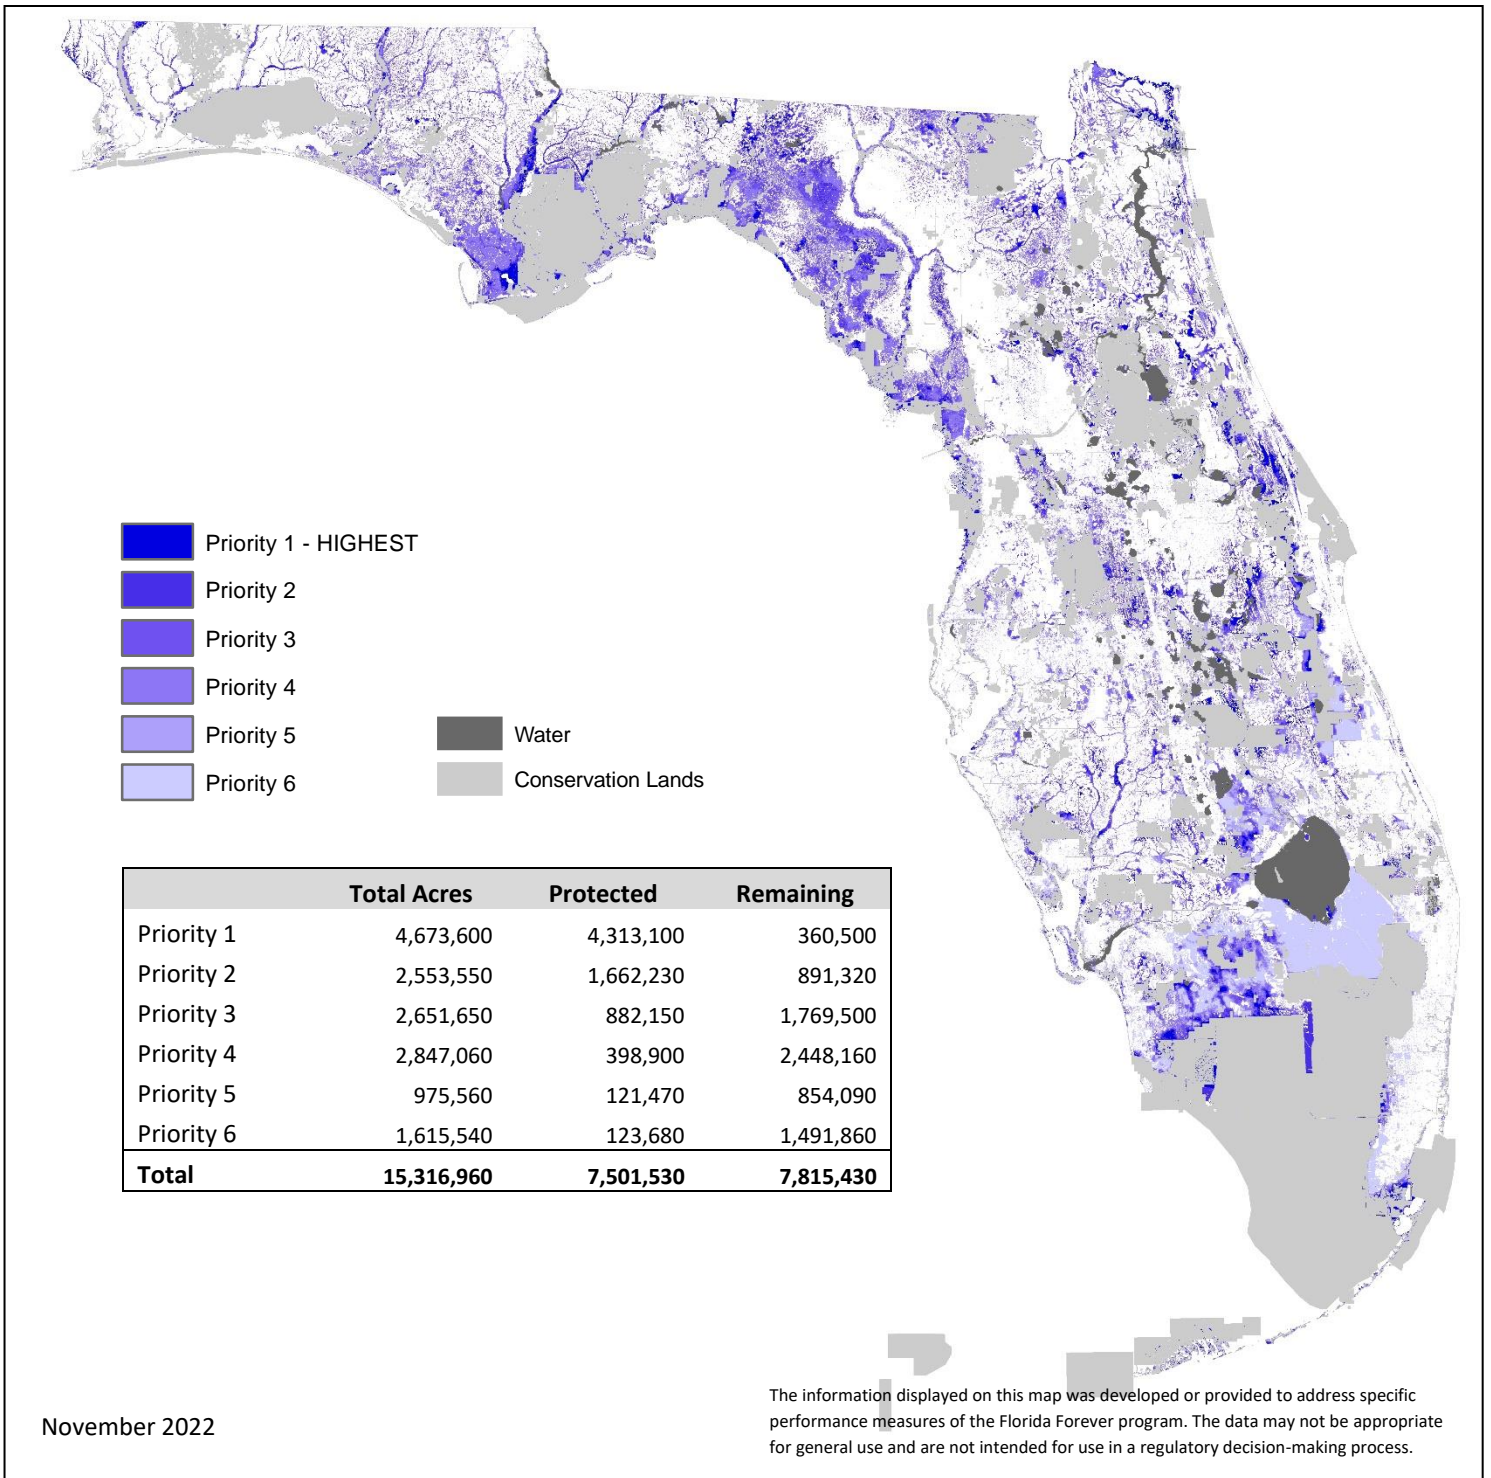 Priority 1 - HIGHEST
Priority 2
Priority 3
Priority 4
Priority 5
Priority 6
Water
Conservation Lands
Total Acres Protected Remaining
Priority 1 4,673,600 4,313,100 360,500
Priority 2 2,553,550 1,662,230 891,320
Priority 3 2,651,650 882,150 1,769,500
Priority 4 2,847,060 398,900 2,448,160
Priority 5 975,560 121,470 854,090
Priority 6 1,615,540 123,680 1,491,860
Total 15,316,960 7,501,530 7,815,430
The information displayed on this map was developed or provided to address specific
performance measures of the Florida Forever program. The data may not be appropriate
for general use and are not intended for use in a regulatory decision-making process.
November 2022